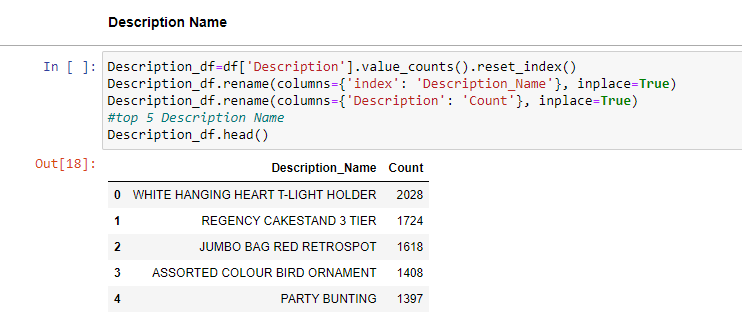 Description Name
In [ ]: Description_df=df['Description'].value_counts().reset_index()
Description_df.rename(columns={'index': 'Description_Name'}, inplace=True)
Description_df.rename(columns={'Description': 'Count'}, inplace=True)
#top 5 Description Name
Description_df.head()
Out[18]:
Description_Name Count
0 WHITE HANGING HEART T-LIGHT HOLDER 2028
1 REGENCY CAKESTAND 3 TIER 1724
2 JUMBO BAG RED RETROSPOT 1618
3 ASSORTED COLOUR BIRD ORNAMENT 1408
4 PARTY BUNTING 1397